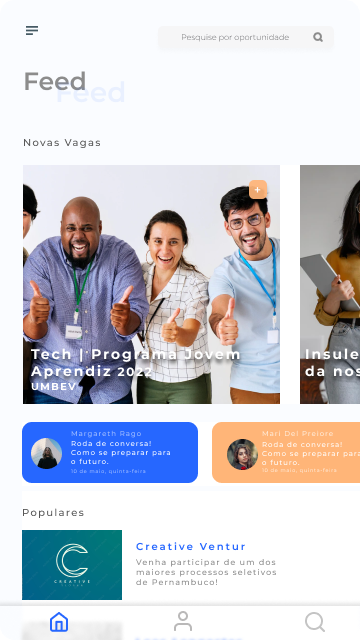 Pesquise por oportunidade
Feed
Feed
Novas Vagas
Tech | Programa Jovem
Aprendiz 2022
UMBEV
Insule
da nos
Margareth Rago
Roda de conversa!
Como se preparar para
o futuro.
10 de maio, quinta-feira
Mari Del Preiore
Roda de conversa!
Como se preparar para
o futuro.
10 de maio, quinta-feira
Populares
CREATIVE
Creative Ventur
Venha participar de um dos
maiores processos seletivos
de Pernambuco!